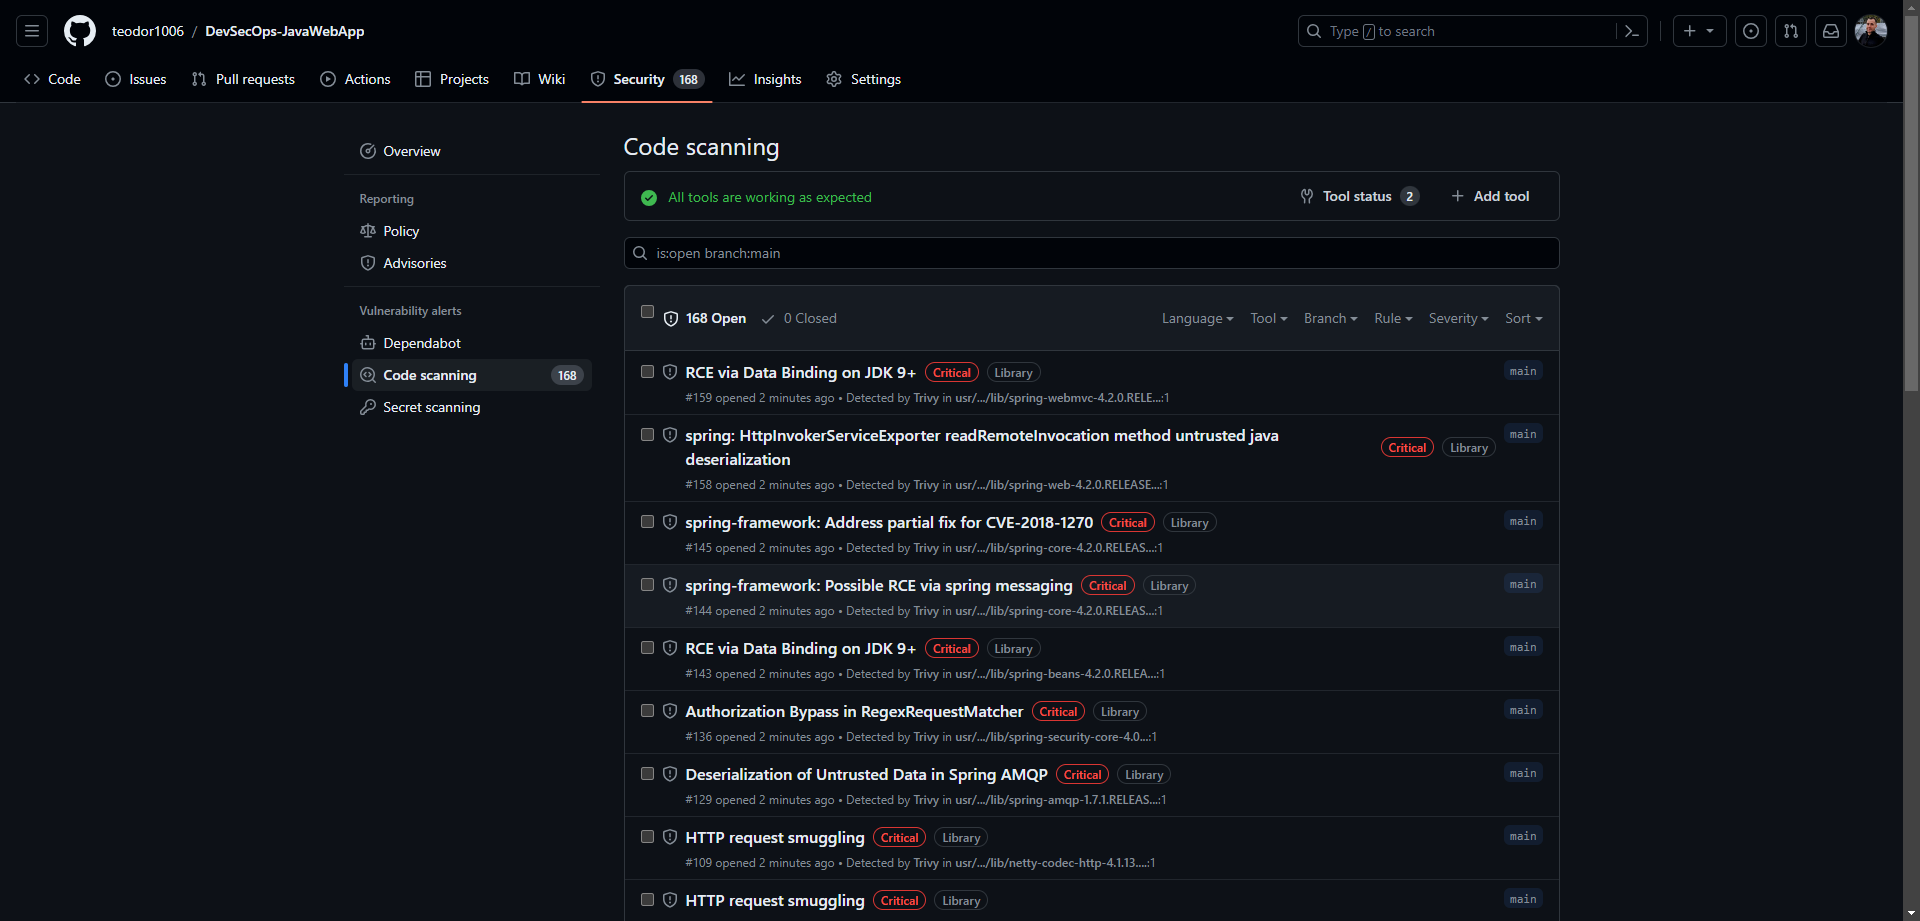 teodor1006 / DevSecOps-JavaWebApp
Type / to search
Code Issues Pull requests Actions Projects Wiki Security 168 Insights Settings
Overview
Reporting
Policy
Advisories
Vulnerability alerts
Dependabot
Code scanning 168
Secret scanning
Code scanning
All tools are working as expected Tool status 2 Add tool
is:open branch:main
168 Open 0 Closed Language Tool Branch Rule Severity Sort
RCE via Data Binding on JDK 9+ Critical Library main
#159 opened 2 minutes ago • Detected by Trivy in usr/.../lib/spring-webmvc-4.2.0.RELE...:1
spring: HttpInvokerServiceExporter readRemoteInvocation method untrusted java
deserialization Critical Library main
#158 opened 2 minutes ago • Detected by Trivy in usr/.../lib/spring-web-4.2.0.RELEASE...:1
spring-framework: Address partial fix for CVE-2018-1270 Critical Library main
#145 opened 2 minutes ago • Detected by Trivy in usr/.../lib/spring-core-4.2.0.RELEAS...:1
spring-framework: Possible RCE via spring messaging Critical Library main
#144 opened 2 minutes ago • Detected by Trivy in usr/.../lib/spring-core-4.2.0.RELEAS...:1
RCE via Data Binding on JDK 9+ Critical Library main
#143 opened 2 minutes ago • Detected by Trivy in usr/.../lib/spring-beans-4.2.0.RELEA...:1
Authorization Bypass in RegexRequestMatcher Critical Library main
#136 opened 2 minutes ago • Detected by Trivy in usr/.../lib/spring-security-core-4.0...:1
Deserialization of Untrusted Data in Spring AMQP Critical Library main
#129 opened 2 minutes ago • Detected by Trivy in usr/.../lib/spring-amqp-1.7.1.RELEAS...:1
HTTP request smuggling Critical Library main
#109 opened 2 minutes ago • Detected by Trivy in usr/.../lib/netty-codec-http-4.1.13....:1
HTTP request smuggling Critical Library main